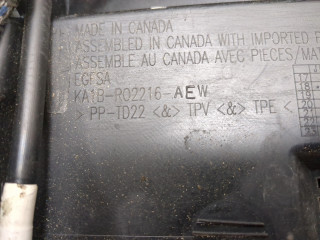 MADE IN CANADA
ASSEMBLED IN CANADA WITH IMPORTED
ASSEMBLE AU CANADA AVEC PIECES/MA
EGFSA
KA1B-R02216-AEW
>PP-TD22 <&> TPV <&> TPE <